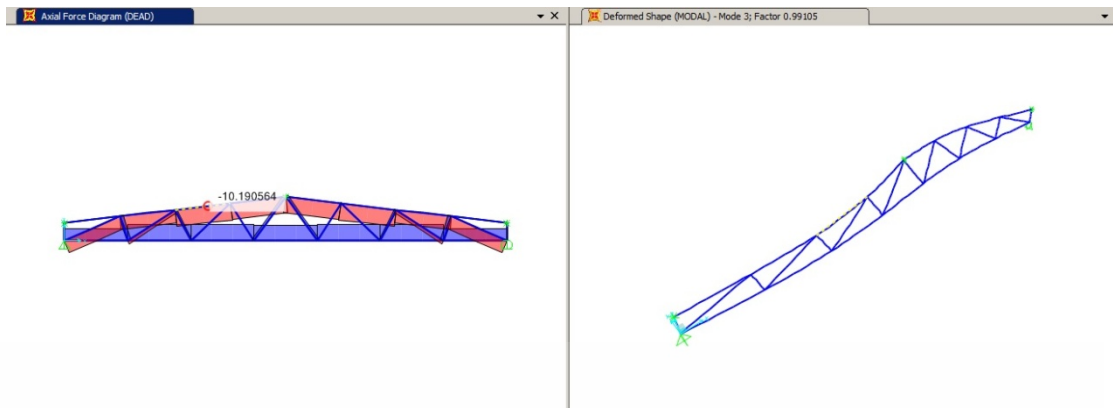 Axial Force Diagram (DEAD)
Deformed Shape (MODAL) - Mode 3; Factor 0.99105
-10.190564